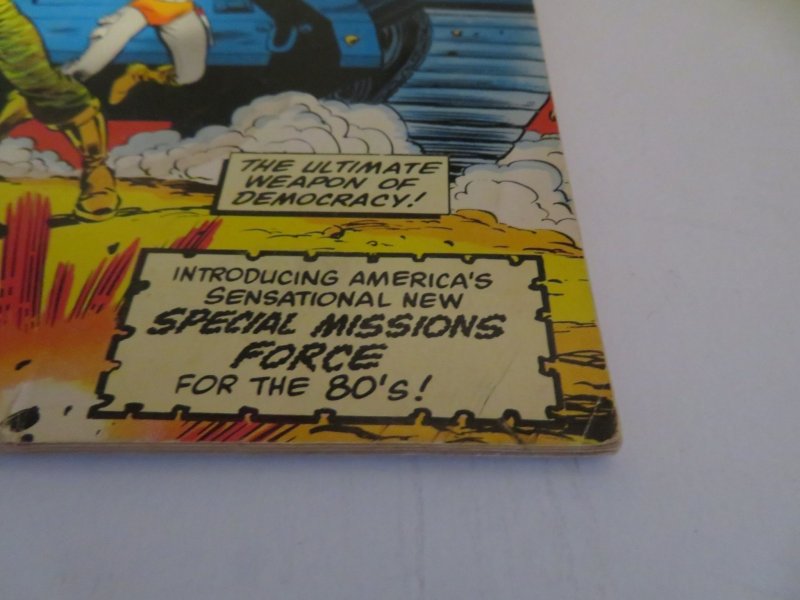 THE ULTIMATE
WEAPON OF
DEMOCRACY!
INTRODUCING AMERICA'S
SENSATIONAL NEW
SPECIAL MISSIONS
FORCE
FOR THE 80's!